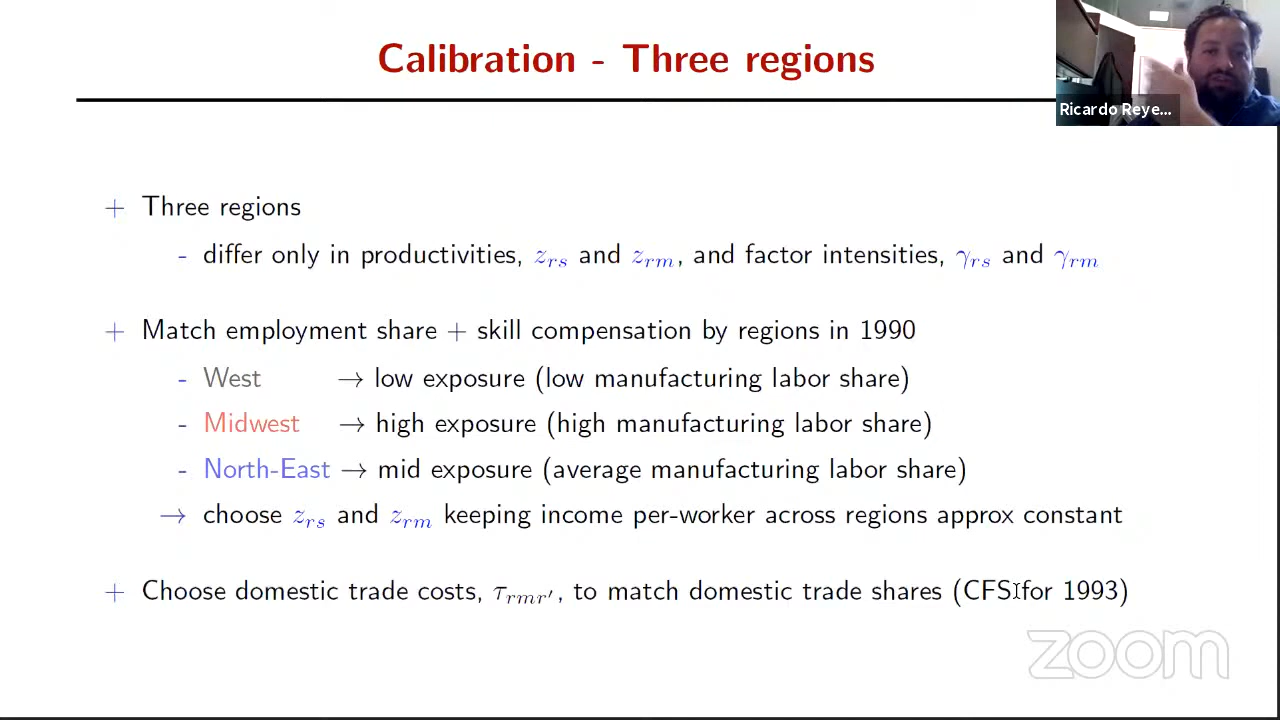 Calibration - Three regions
Ricardo Reye...
+ Three regions
- differ only in productivities, z_rs and z_rm, and factor intensities, γ_rs and γ_rm
+ Match employment share + skill compensation by regions in 1990
- West → low exposure (low manufacturing labor share)
- Midwest → high exposure (high manufacturing labor share)
- North-East → mid exposure (average manufacturing labor share)
→ choose z_rs and z_rm keeping income per-worker across regions approx constant
+ Choose domestic trade costs, τ_rmr′, to match domestic trade shares (CFS for 1993)
zoom